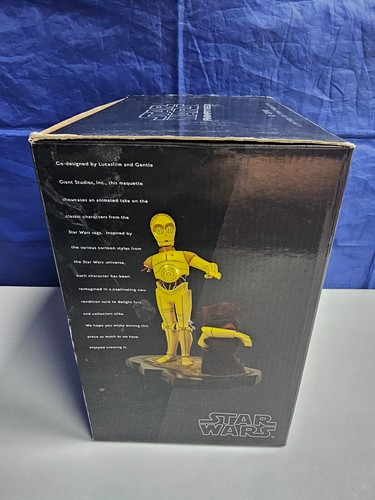 STAR
WARS
ANIMATED
Co-designed by Lucasfilm and Gentle
Giant Studios, Inc., this maquette
showcases an animated take on the
classic characters from the
Star Wars saga. Inspired by
the various cartoon styles from
the Star Wars universe,
each character has been
reimagined in a captivating new
rendition sure to delight fans
and collectors alike.
We hope you enjoy owning this
piece as much as we have
enjoyed creating it.
STAR
WARS